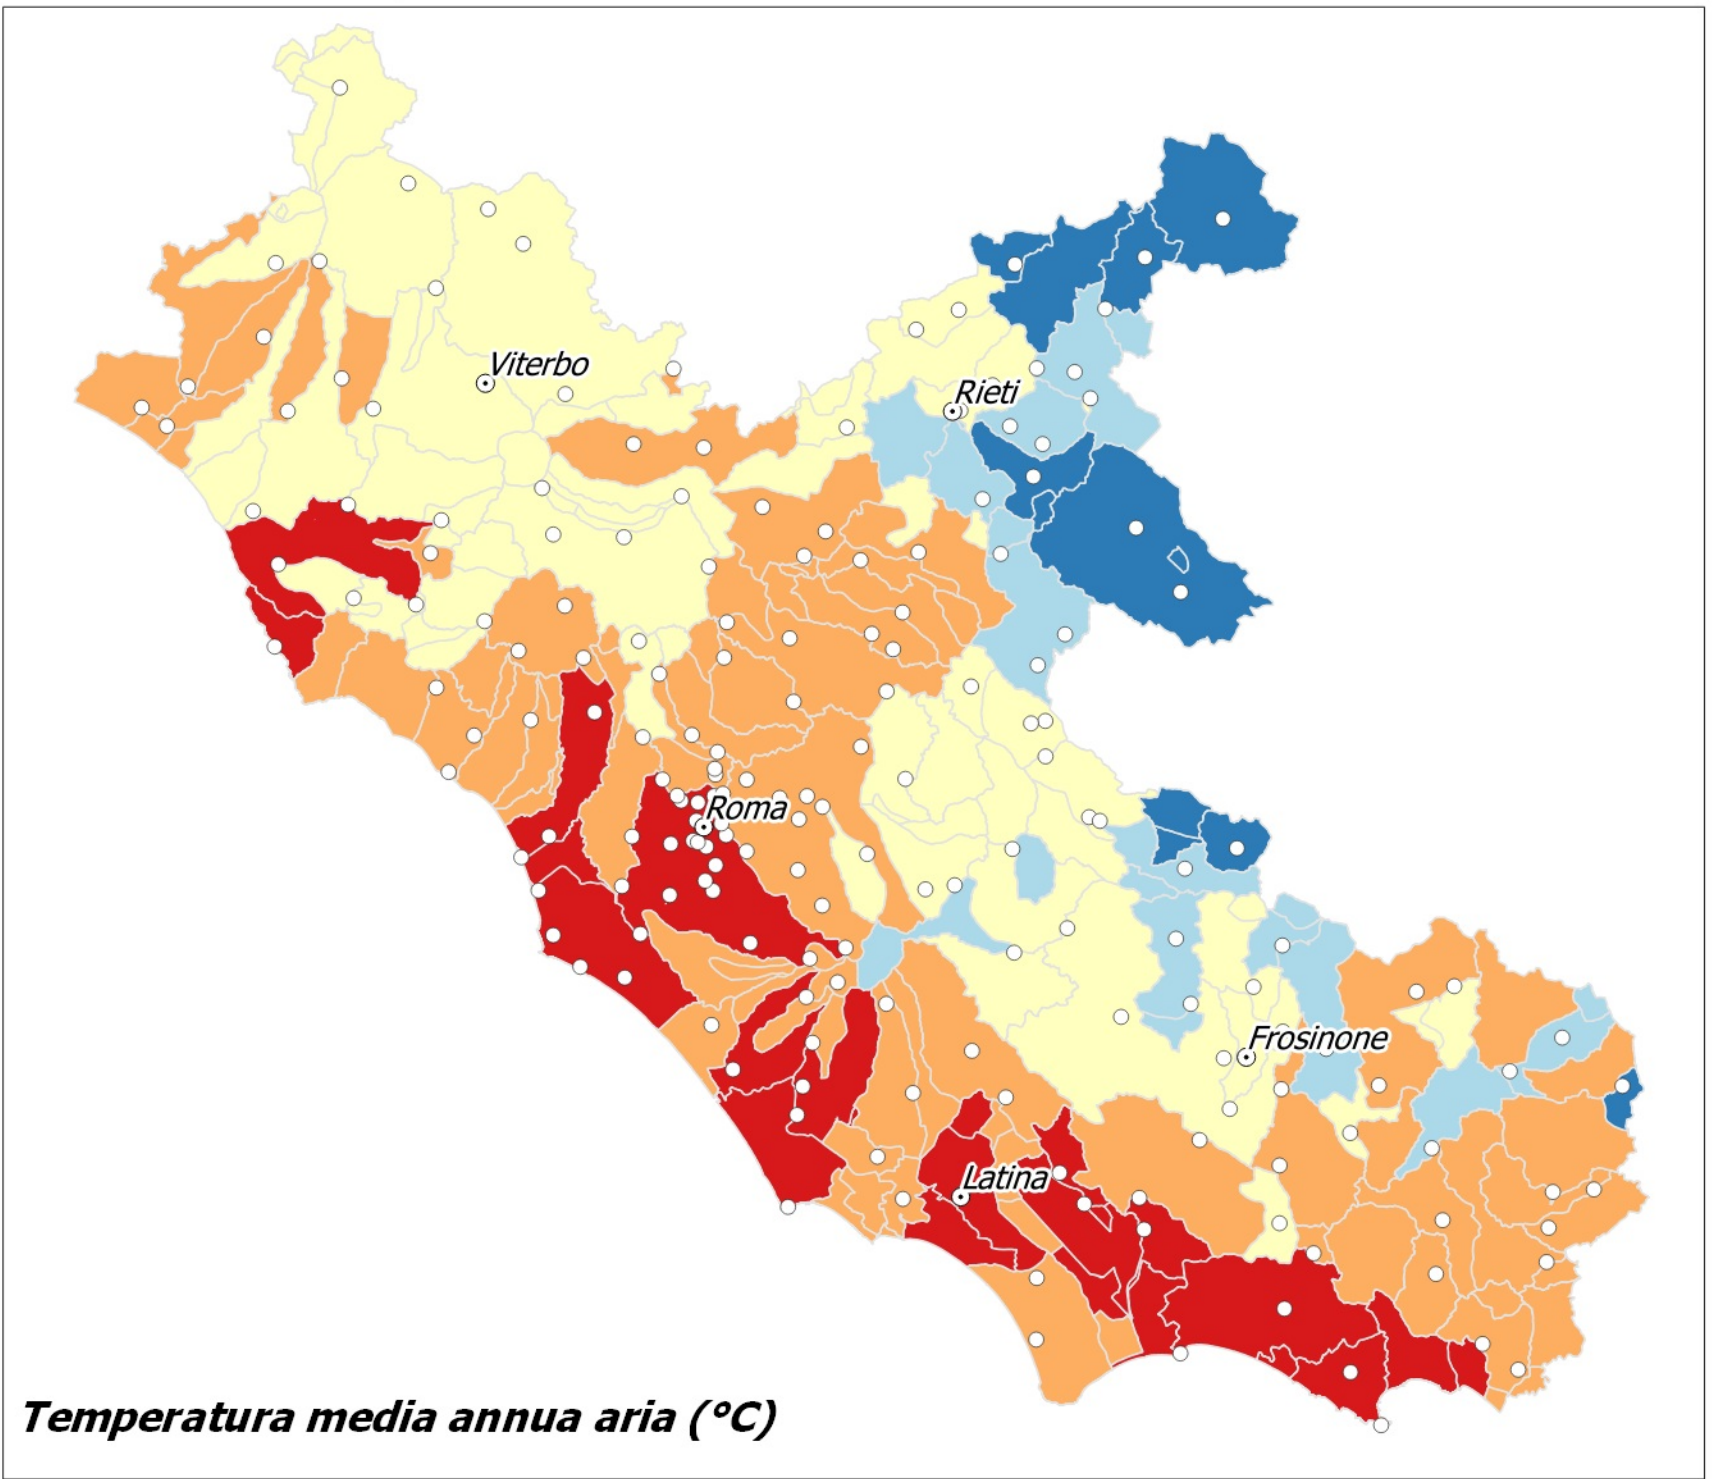 Viterbo
Rieti
Roma
Frosinone
Latina
Temperatura media annua aria (°C)